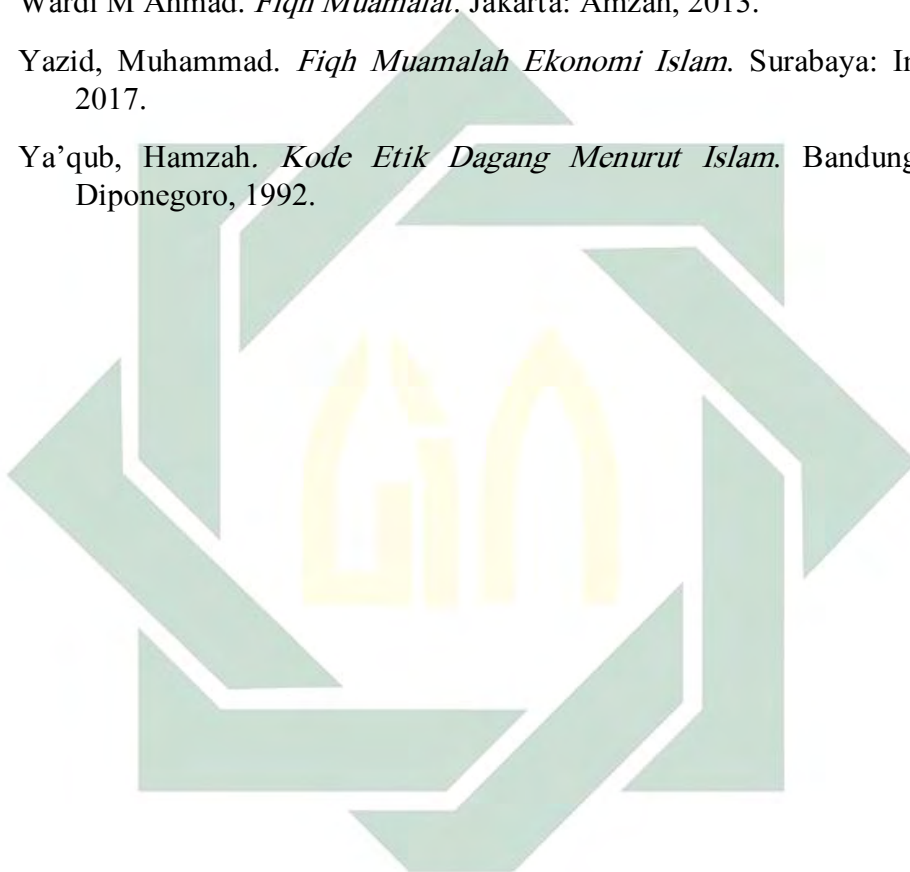 Wardi M Ahmad. Fiqh Muamalat. Jakarta: Amzah, 2013.
Yazid, Muhammad. Fiqh Muamalah Ekonomi Islam. Surabaya:
2017.
Ya’qub, Hamzah. Kode Etik Dagang Menurut Islam. Bandung
Diponegoro, 1992.